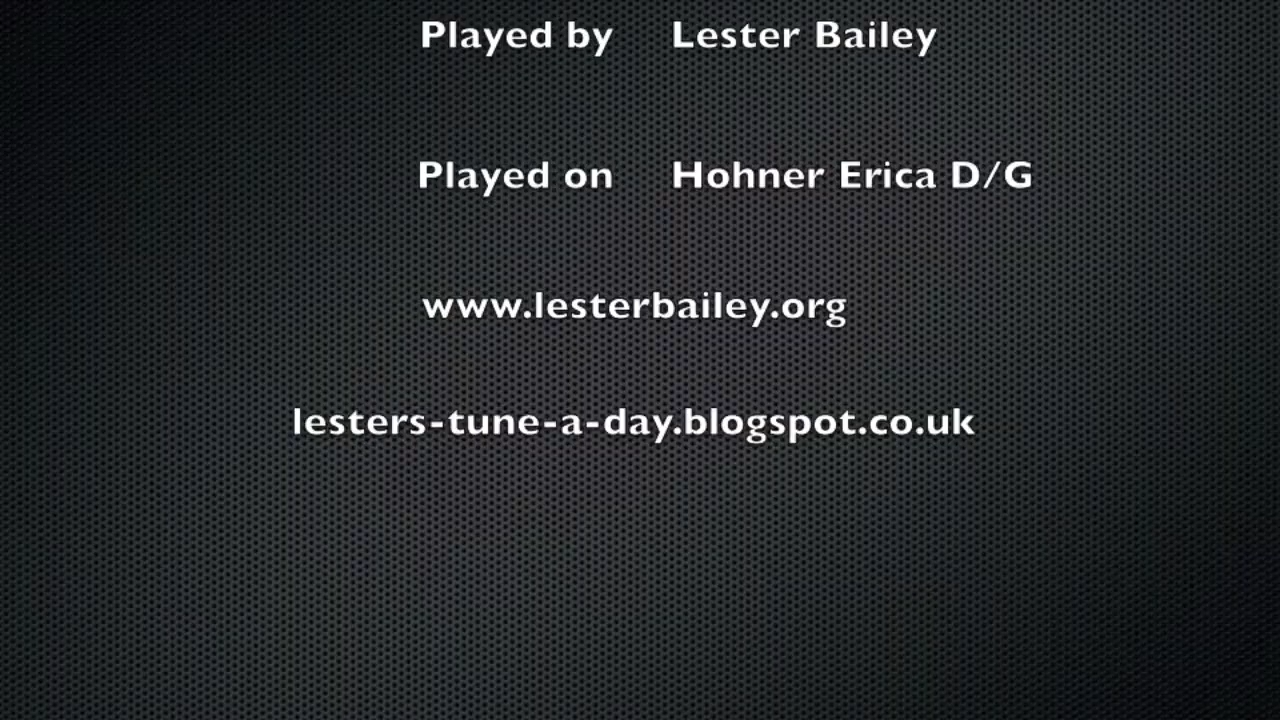 Played by Lester Bailey
Played on Hohner Erica D/G
www.lesterbailey.org
lesters-tune-a-day.blogspot.co.uk